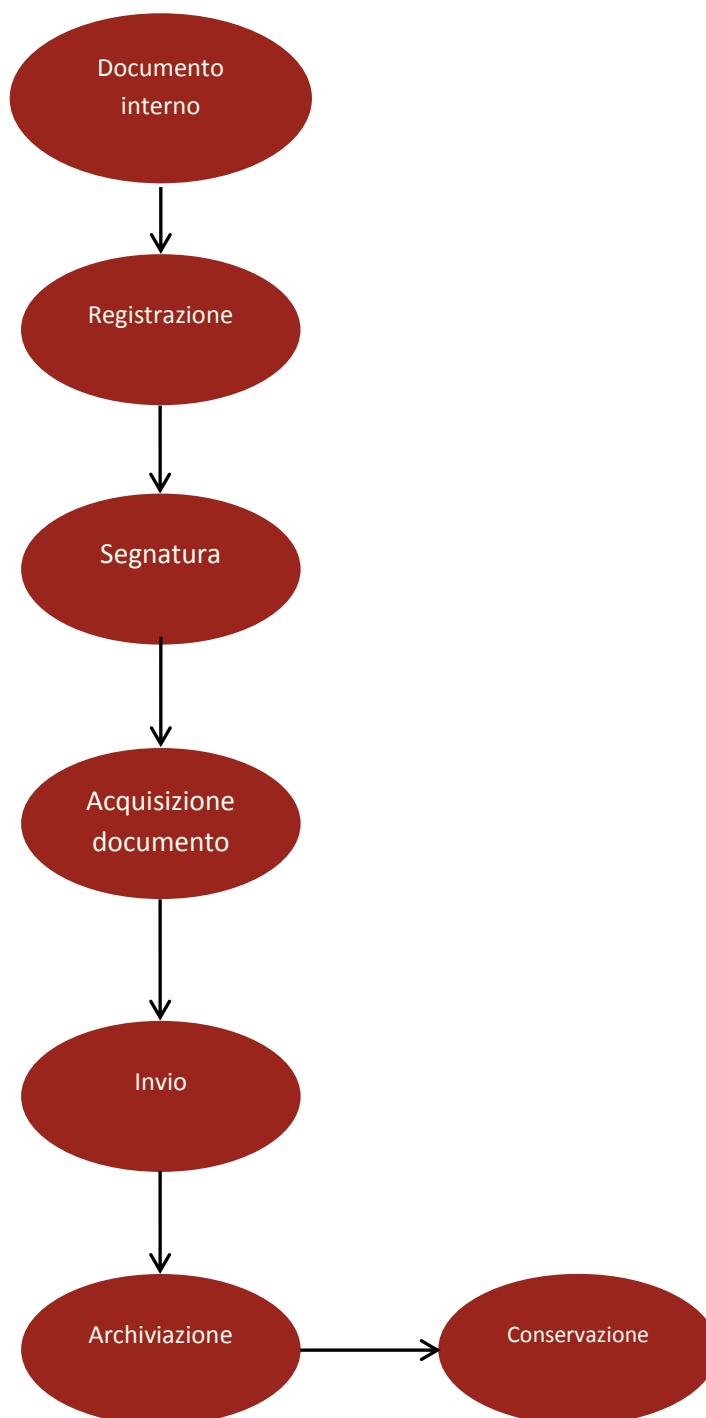 Documento
interno
Registrazione
Segnatura
Acquisizione
documento
Invio
Archiviazione
Conservazione